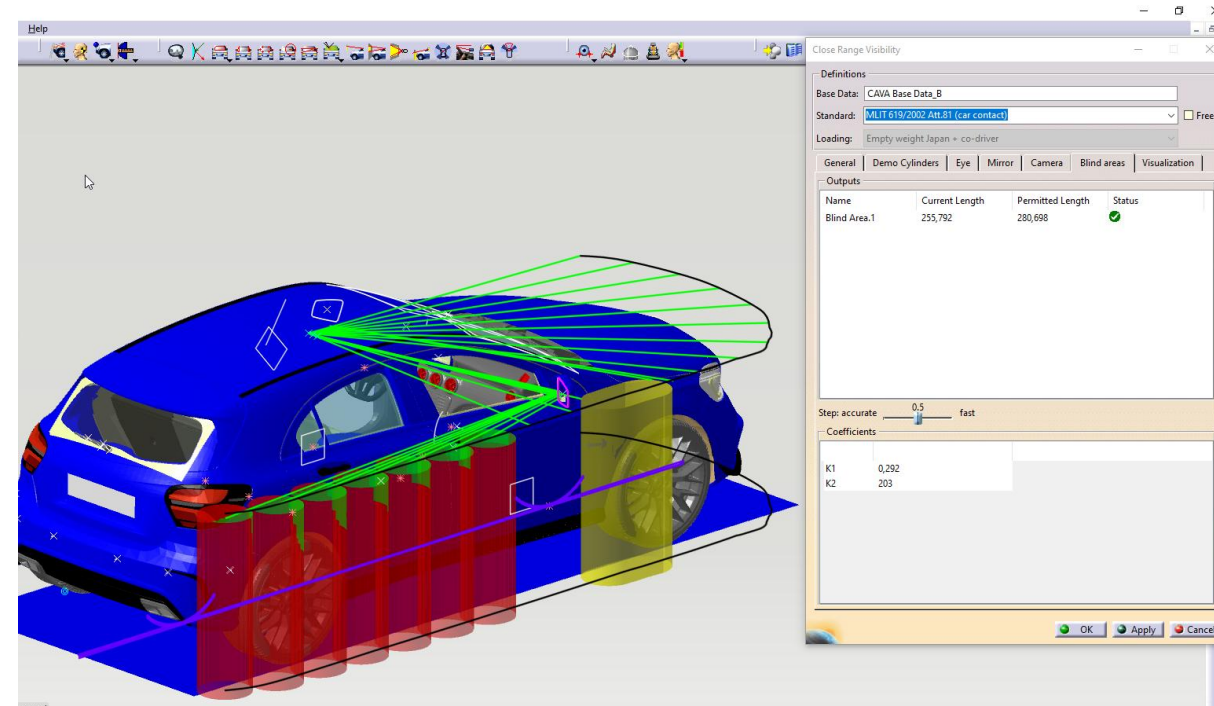 Help
Close Range Visibility
Definitions
Base Data: CAVA Base Data_B
Standard: MLIT 619/2002 Att.81 (car contact) Free
Loading: Empty weight Japan + co-driver
General Demo Cylinders Eye Mirror Camera Blind areas Visualization
Outputs
Name Current Length Permitted Length Status
Blind Area.1 255,792 280,698
Step: accurate 0.5 fast
Coefficients
K1 0,292
K2 203
OK Apply Cancel